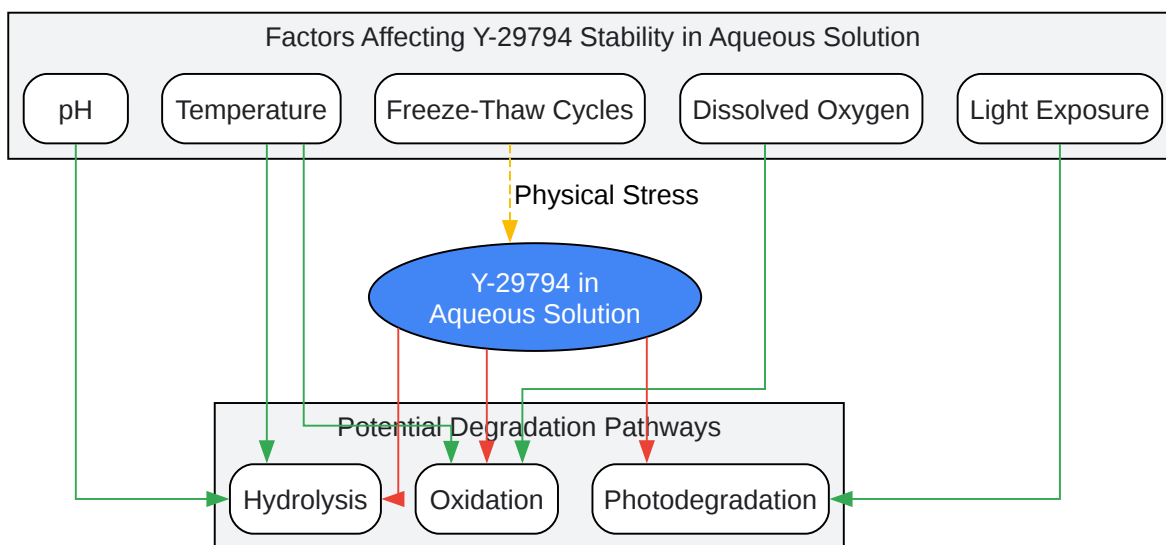 Factors Affecting Y-29794 Stability in Aqueous Solution
pH
Temperature
Freeze-Thaw Cycles
Dissolved Oxygen
Light Exposure
Physical Stress
Y-29794 in
Aqueous Solution
Potential Degradation Pathways
Hydrolysis
Oxidation
Photodegradation